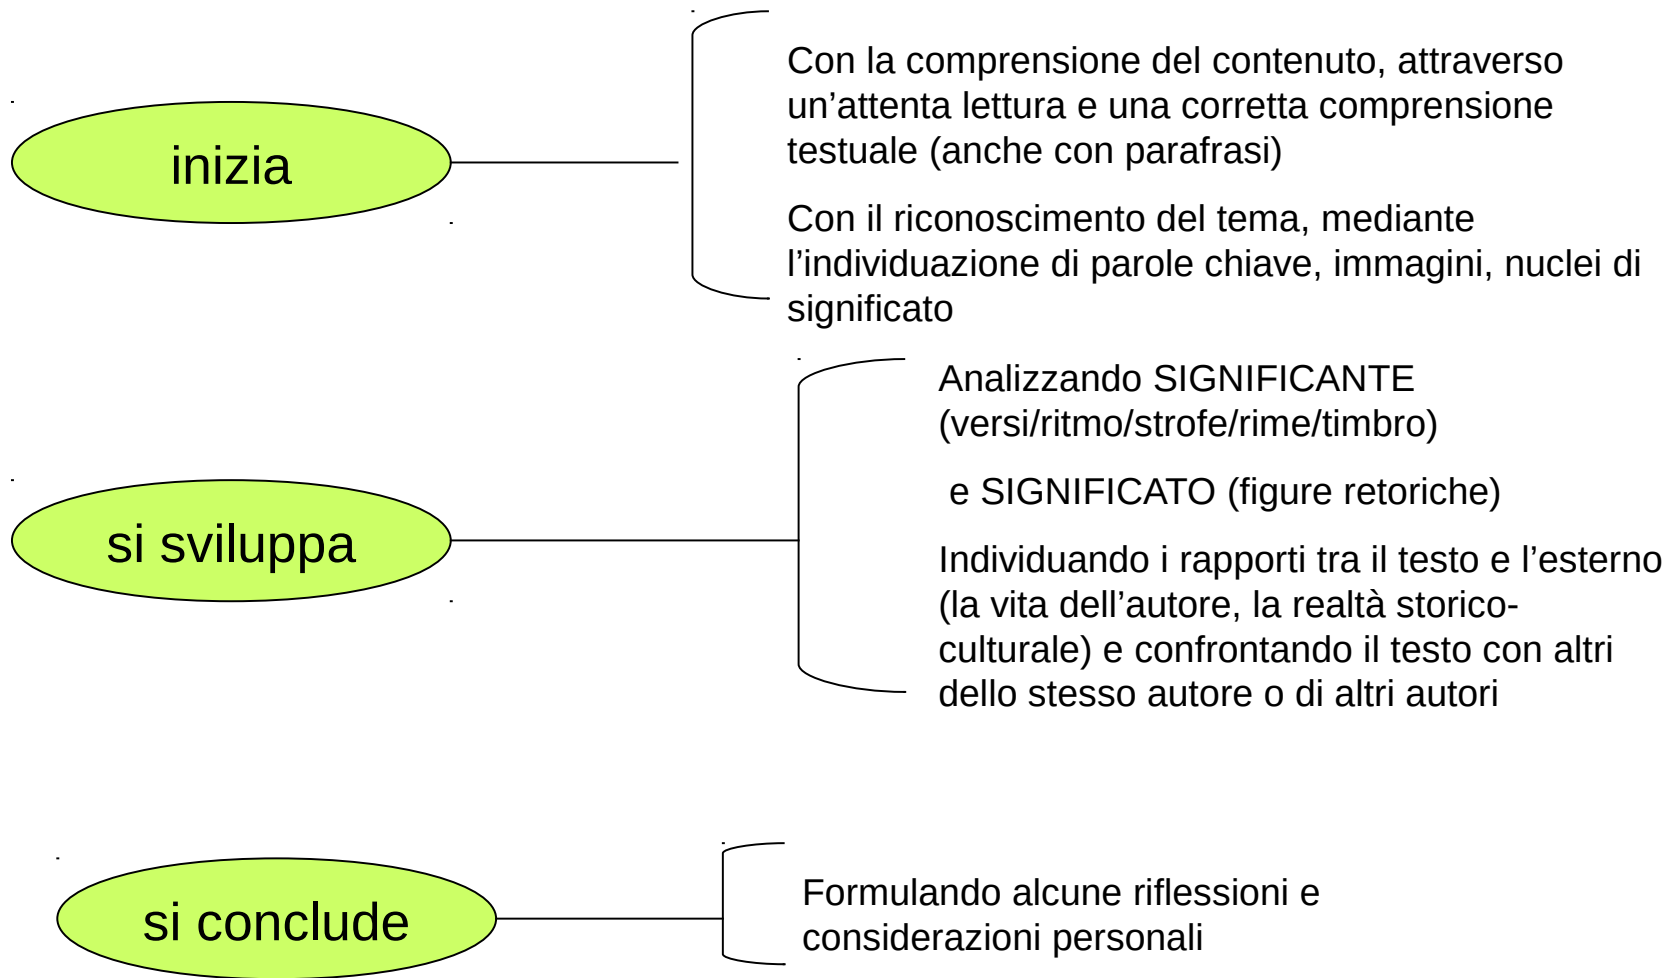 inizia
Con la comprensione del contenuto, attraverso
un’attenta lettura e una corretta comprensione
testuale (anche con parafrasi)
Con il riconoscimento del tema, mediante
l’individuazione di parole chiave, immagini, nuclei di
significato
si sviluppa
Analizzando SIGNIFICANTE
(versi/ritmo/strofe/rime/timbro)
e SIGNIFICATO (figure retoriche)
Individuando i rapporti tra il testo e l’esterno
(la vita dell’autore, la realtà storico-
culturale) e confrontando il testo con altri
dello stesso autore o di altri autori
si conclude
Formulando alcune riflessioni e
considerazioni personali